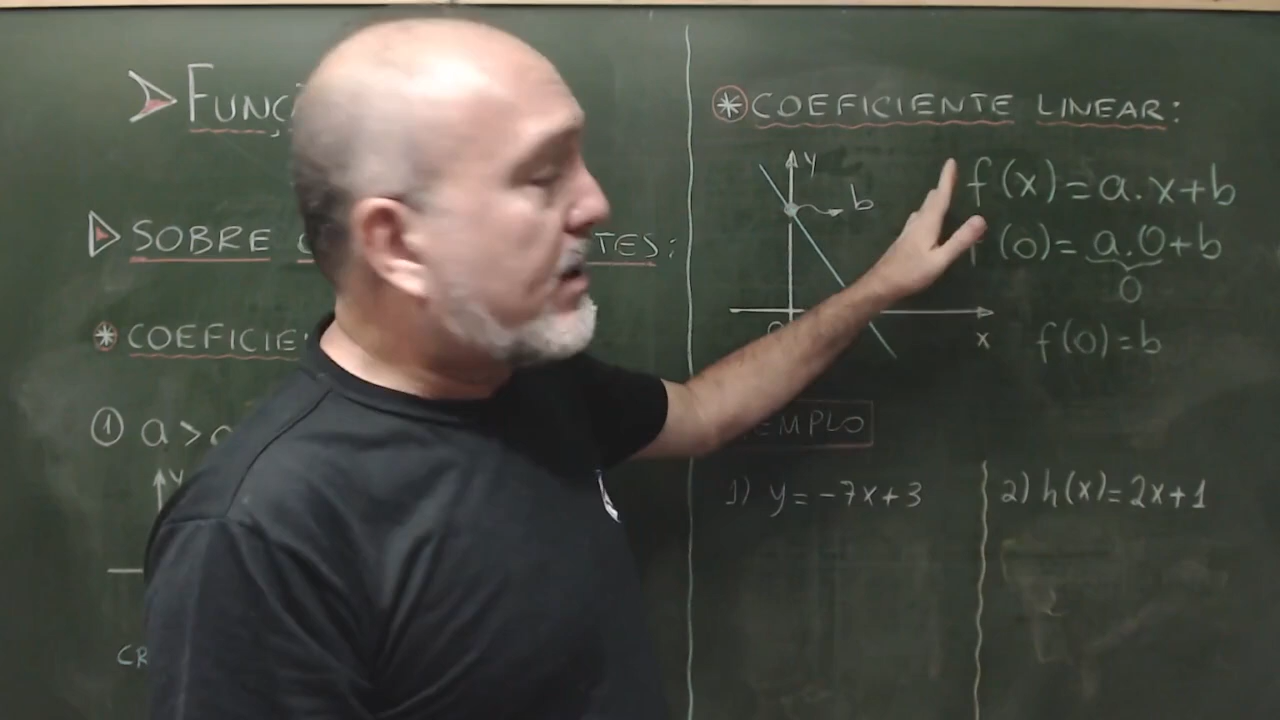 FUNÇ
SOBRE
TES:
COEFICIE
① a >
y
CR
COEFICIENTE LINEAR:
y
b
x
f(x)=a.x+b
(0)=a.0+b
0
f(0)=b
EMPLO
1) y=-7x+3
2) h(x)=2x+1